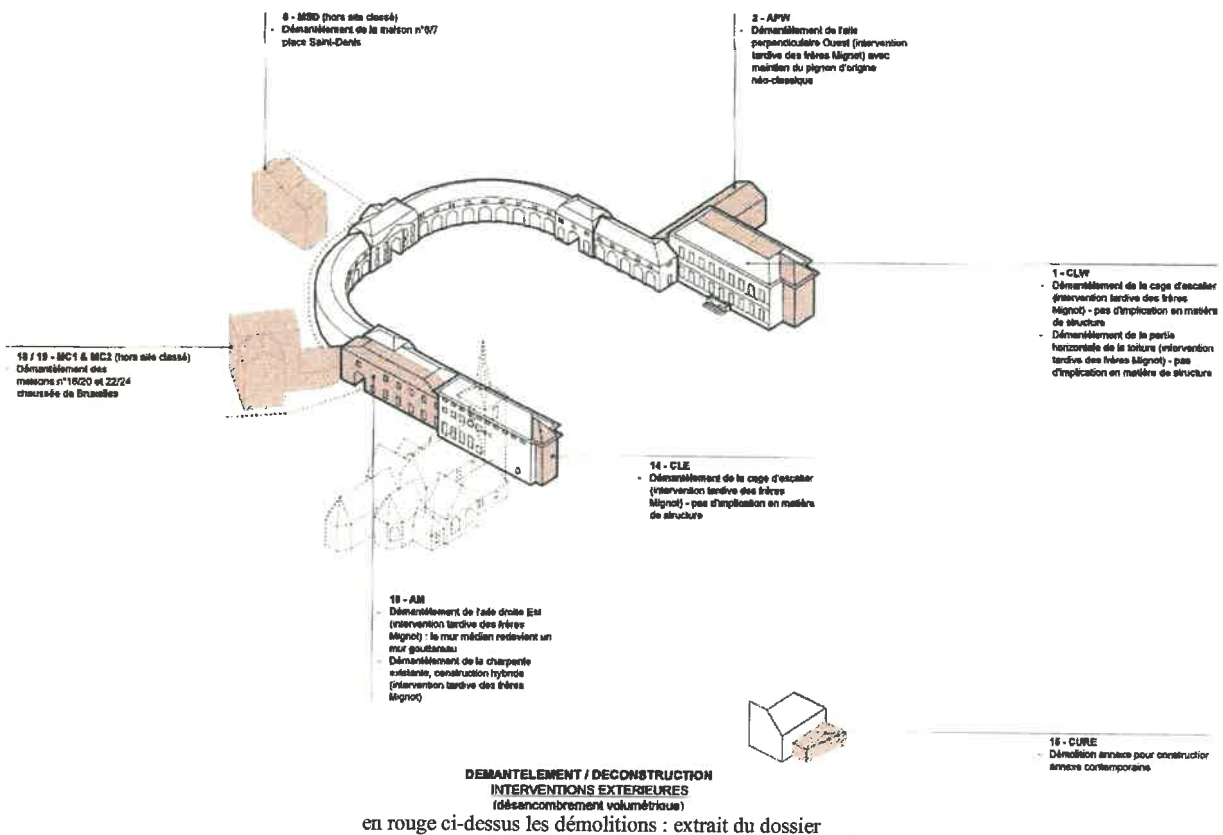 8 - MSD (hors site classé)
- Démantèlement de la maison n°6/7
place Saint-Denis
2 - APW
- Démantèlement de l'aile
perpendiculaire Ouest (intervention
tardive des frères Mignot) avec
maintien du pignon d'origine
néo-classique
1 - CLW
- Démantèlement de la cage d'escalier
(intervention tardive des frères
Mignot) - pas d'implication en matière
de structure
- Démantèlement de la partie
horizontale de la toiture (intervention
tardive des frères Mignot) - pas
d'implication en matière de structure
18 / 19 - MC1 & MC2 (hors site classé)
- Démantèlement des
maisons n°16/20 et 22/24
chaussée de Bruxelles
14 - CLE
- Démantèlement de la cage d'escalier
(intervention tardive des frères
Mignot) - pas d'implication en matière
de structure
- AM
- Démantèlement de l'aile droite Est
(intervention tardive des frères
Mignot) : le mur médian redevient un
mur gouttereau
- Démantèlement de la charpente
existante, construction hybride
(intervention tardive des frères
Mignot)
- CURE
- Démolition annexe pour construction
annexe contemporaine
DEMANTELEMENT / DECONSTRUCTION
INTERVENTIONS EXTERIEURES
(désencombrement volumétrique)
en rouge ci-dessus les démolitions : extrait du dossier